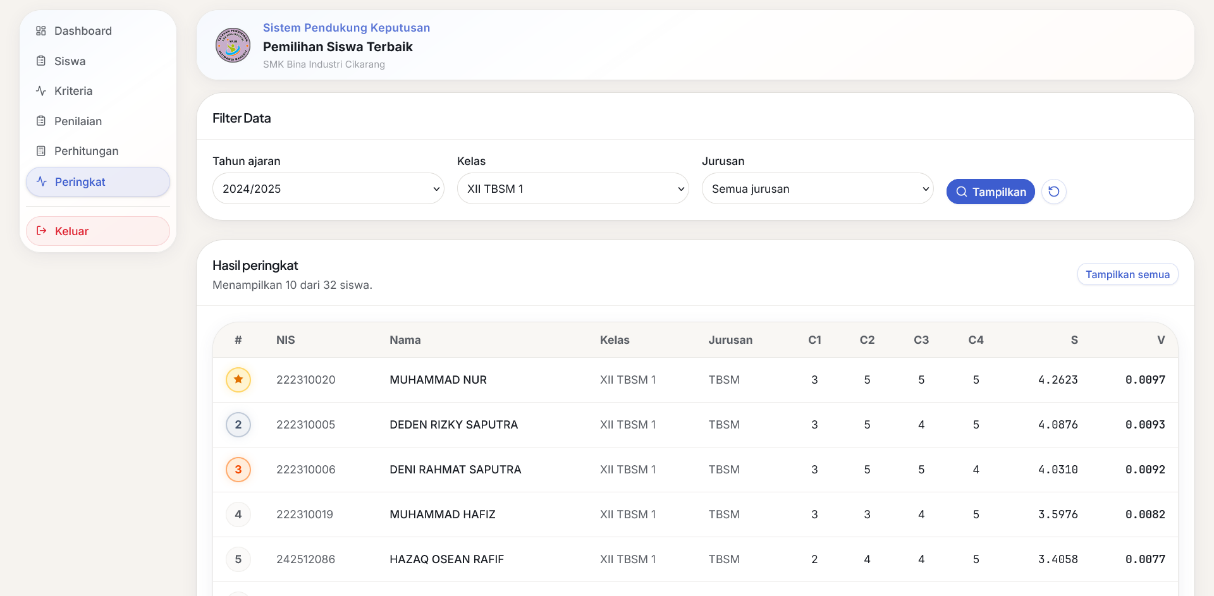 Dashboard
Siswa
Kriteria
Penilaian
Perhitungan
Peringkat
Keluar
Sistem Pendukung Keputusan
Pemilihan Siswa Terbaik
SMK Bina Industri Cikarang
Filter Data
Tahun ajaran Kelas Jurusan
2024/2025 XII TBSM 1 Semua jurusan Tampilkan
Hasil peringkat
Menampilkan 10 dari 32 siswa.
Tampilkan semua
# NIS Nama Kelas Jurusan C1 C2 C3 C4 S V
222310020 MUHAMMAD NUR XII TBSM 1 TBSM 3 5 5 5 4.2623 0.0097
2 222310005 DEDEN RIZKY SAPUTRA XII TBSM 1 TBSM 3 5 4 5 4.0876 0.0093
3 222310006 DENI RAHMAT SAPUTRA XII TBSM 1 TBSM 3 5 5 4 4.0310 0.0092
4 222310019 MUHAMMAD HAFIZ XII TBSM 1 TBSM 3 3 4 5 3.5976 0.0082
5 242512086 HAZAQ OSEAN RAFIF XII TBSM 1 TBSM 2 4 4 5 3.4058 0.0077